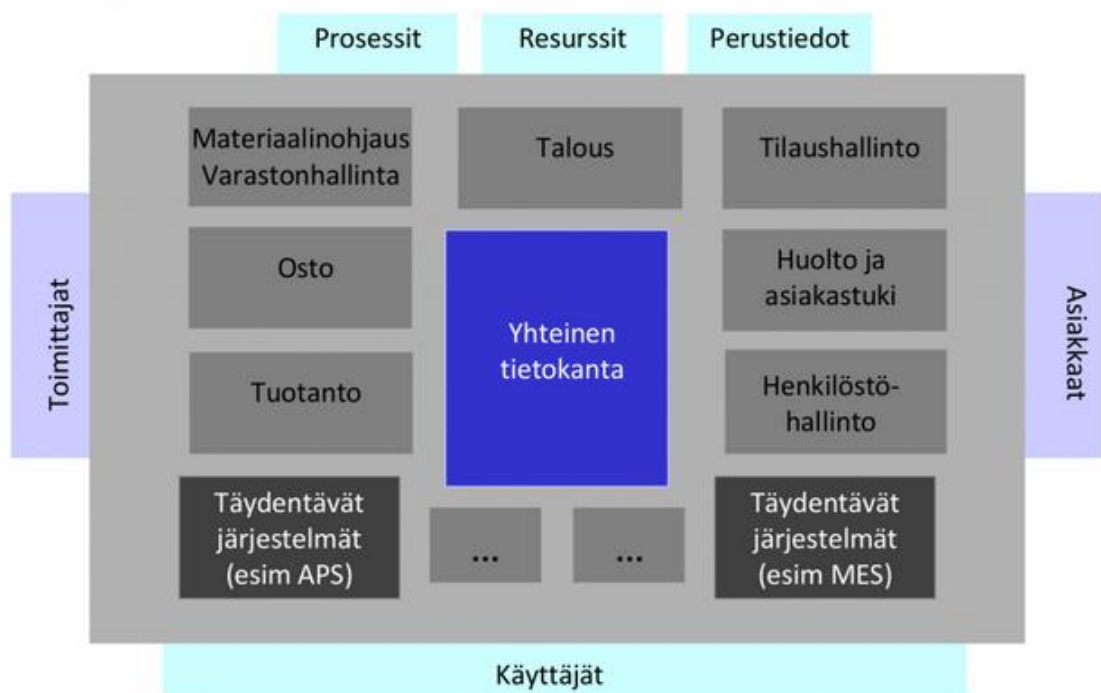 Prosessit
Resurssit
Perustiedot
Materiaalinohjaus
Varastonhallinta
Talous
Tilaushallinto
Toimittajat
Osto
Yhteinen
tietokanta
Huolto ja
asiakastuki
Asiakkaat
Tuotanto
Henkilöstö-
hallinto
Täydentävät
järjestelmät
(esim APS)
...
...
Täydentävät
järjestelmät
(esim MES)
Käyttäjät